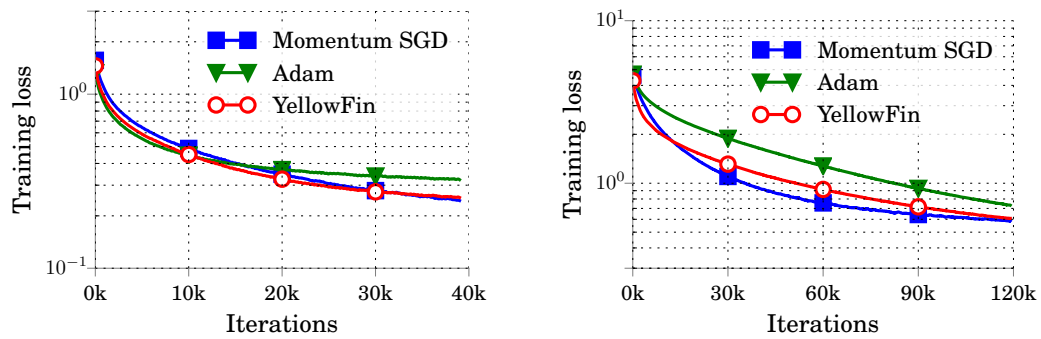 Training loss
10^0
10^-1
Momentum SGD
Adam
YellowFin
0k
10k
20k
30k
40k
Iterations
Training loss
10^1
10^0
Momentum SGD
Adam
YellowFin
0k
30k
60k
90k
120k
Iterations